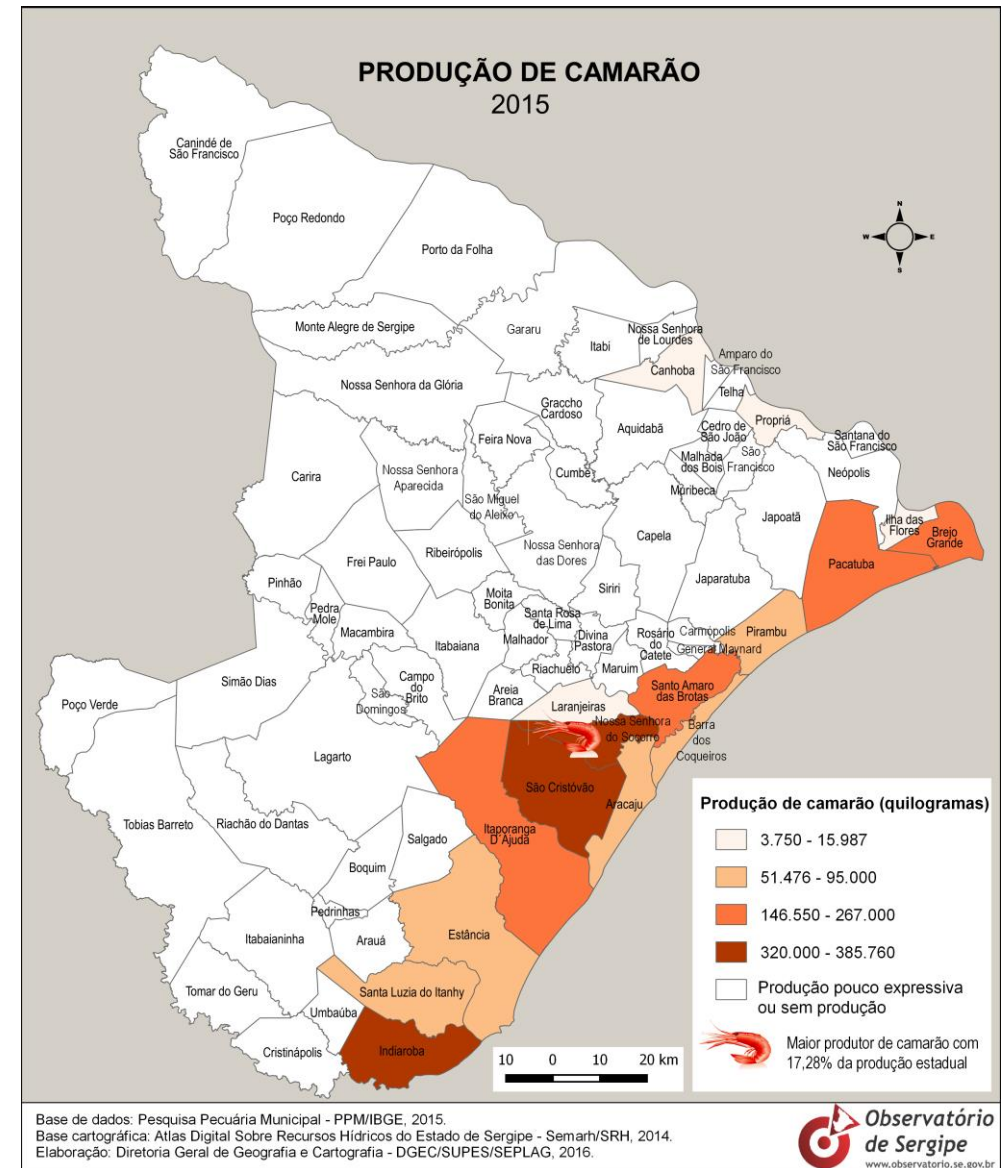 PRODUÇÃO DE CAMARÃO
2015
Canindé de
São Francisco
Poço Redondo
Porto da Folha
N
W
E
S
Monte Alegre de Sergipe
Gararu
Itabi
Nossa Senhora
de Lourdes
Amparo do
São Francisco
Canhoba
Telha
Nossa Senhora da Glória
Graccho
Cardoso
Propriá
Aquidabã
Cedro de
São João
Santana do
São Francisco
Feira Nova
Malhada
dos Bois
São
Francisco
Neópolis
Carira
Nossa Senhora
Aparecida
Cumbe
Muribeca
São Miguel
do Aleixo
Japoatã
Ilha das
Flores
Brejo
Grande
Capela
Nossa Senhora
das Dores
Ribeirópolis
Frei Paulo
Pacatuba
Pinhão
Siriri
Japaratuba
Moita
Bonita
Pedra
Mole
Santa Rosa
de Lima
Macambira
Malhador
Divina
Pastora
Rosário
do
Catete
Carmópolis
Pirambu
General Maynard
Itabaiana
Riachuelo
Maruim
Simão Dias
Campo
do
Brito
São
Domingos
Areia
Branca
Santo Amaro
das Brotas
Poço Verde
Laranjeiras
Nossa Senhora
do Socorro
Barra
dos
Coqueiros
Lagarto
São Cristóvão
Aracaju
Tobias Barreto
Riachão do Dantas
Salgado
Itaporanga
D´Ajuda
Boquim
Pedrinhas
Itabaianinha
Arauá
Estância
Tomar do Geru
Santa Luzia do Itanhy
Umbaúba
Cristinápolis
Indiaroba
10 0 10 20 km
Produção de camarão (quilogramas)
3.750 - 15.987
51.476 - 95.000
146.550 - 267.000
320.000 - 385.760
Produção pouco expressiva
ou sem produção
Maior produtor de camarão com
17,28% da produção estadual
Base de dados: Pesquisa Pecuária Municipal - PPM/IBGE, 2015.
Base cartográfica: Atlas Digital Sobre Recursos Hídricos do Estado de Sergipe - Semarh/SRH, 2014.
Elaboração: Diretoria Geral de Geografia e Cartografia - DGEC/SUPES/SEPLAG, 2016.
Observatório
de Sergipe
www.observatorio.se.gov.br